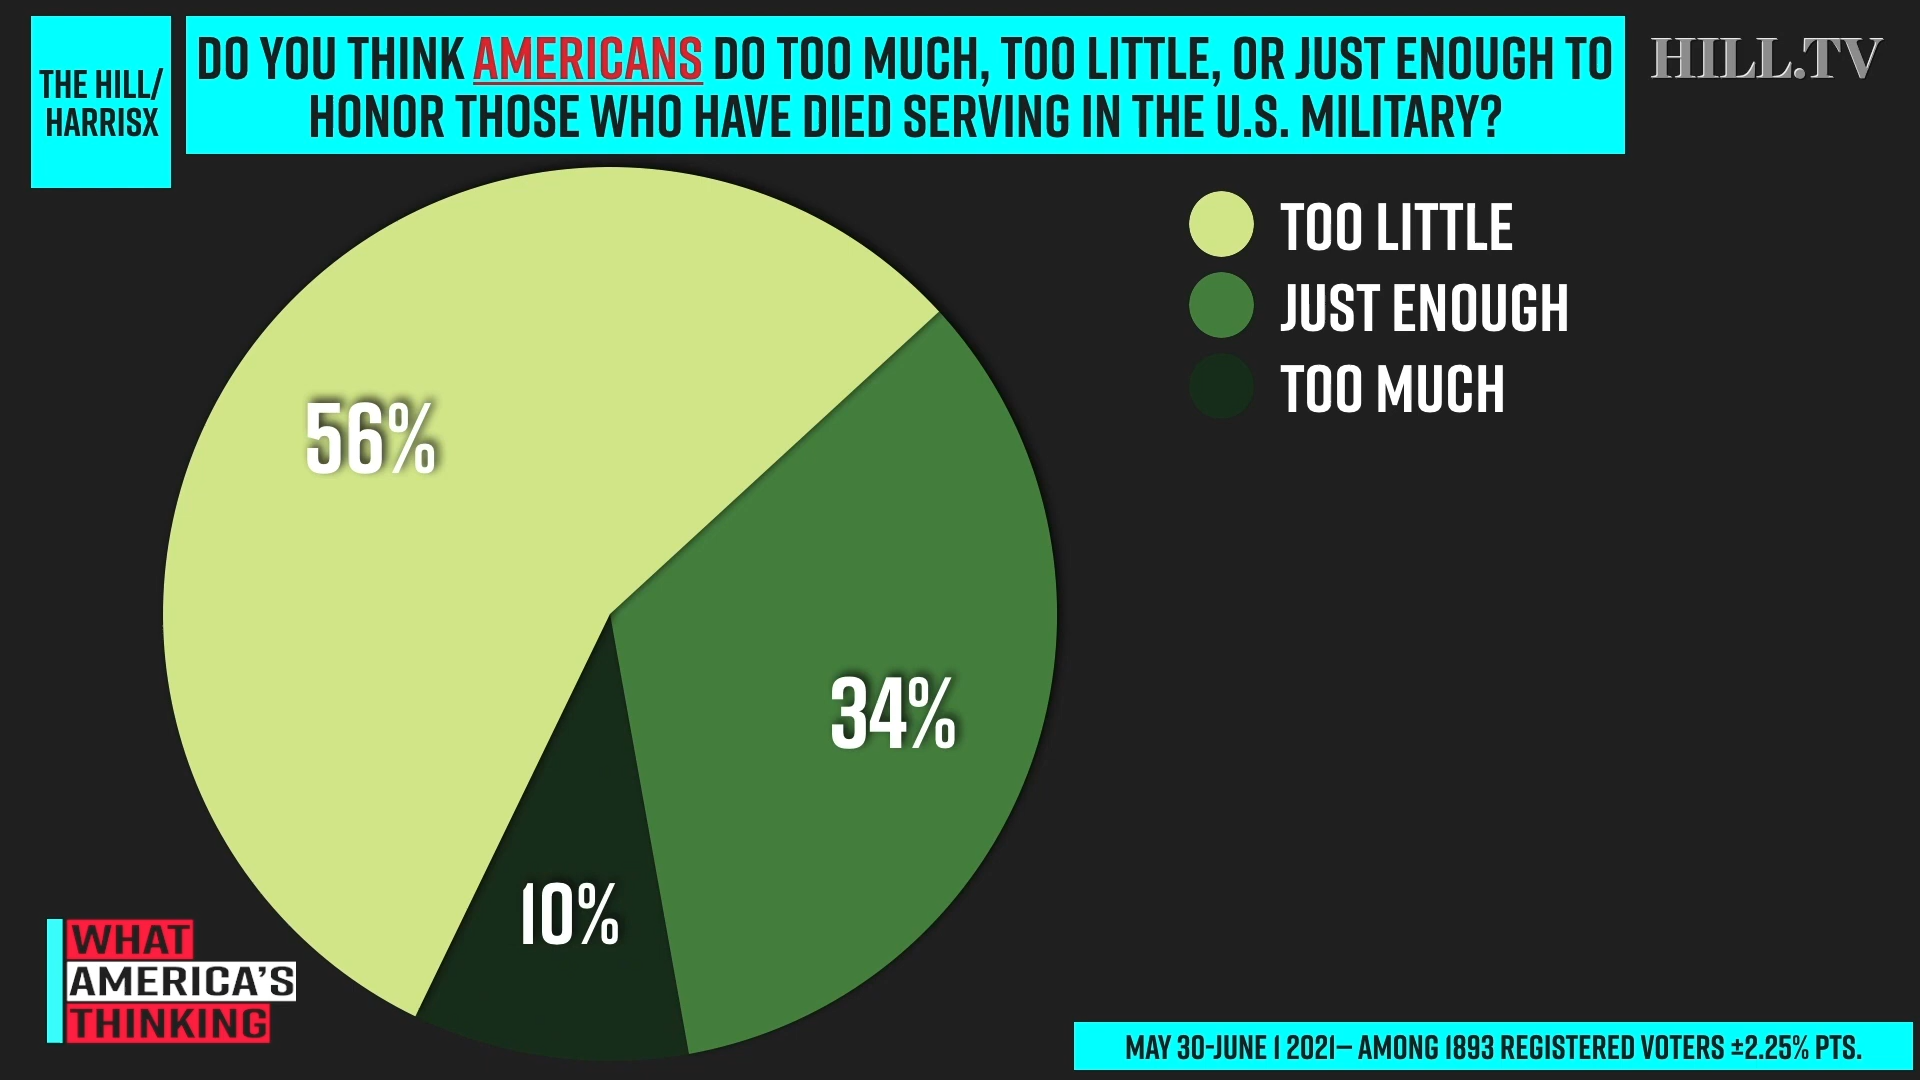 THE HILL/
HARRISX
DO YOU THINK AMERICANS DO TOO MUCH, TOO LITTLE, OR JUST ENOUGH TO
HONOR THOSE WHO HAVE DIED SERVING IN THE U.S. MILITARY?
HILL.TV
TOO LITTLE
JUST ENOUGH
TOO MUCH
56%
34%
10%
WHAT
AMERICA'S
THINKING
MAY 30-JUNE 1 2021– AMONG 1893 REGISTERED VOTERS ±2.25% PTS.